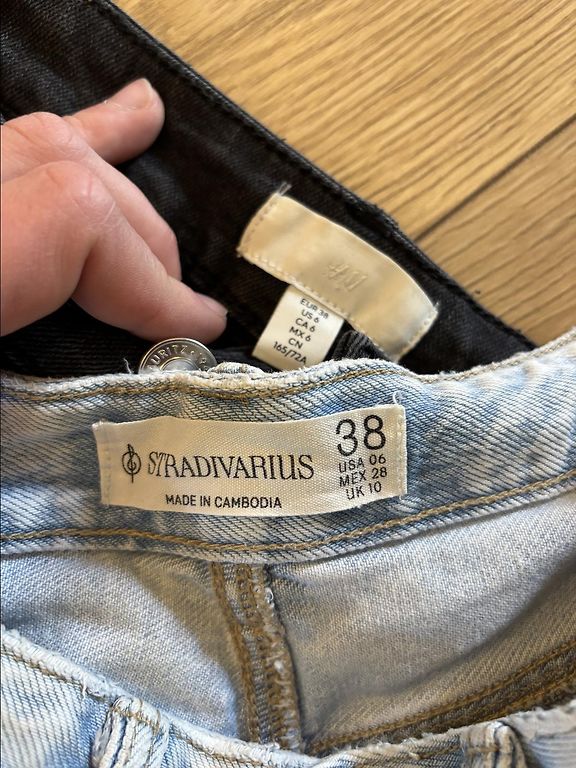 H&M
EUR 38
US 6
CA 6
MX 6
CN
165/72A
STRADIVARIUS
MADE IN CAMBODIA
38
USA 06
MEX 28
UK 10